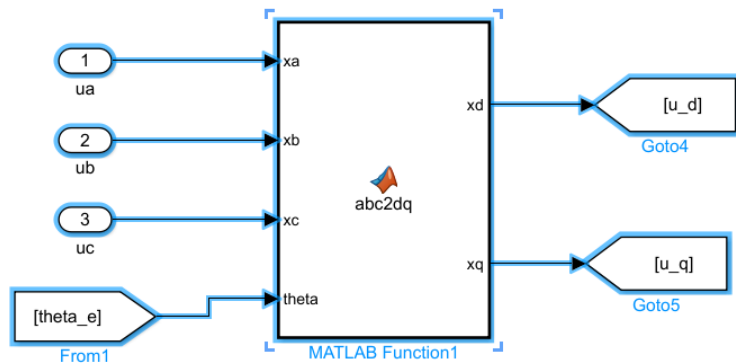 1
ua
2
ub
3
uc
[theta_e]
From1
xa
xb
xc
theta
abc2dq
xd
xq
MATLAB Function1
[u_d]
Goto4
[u_q]
Goto5